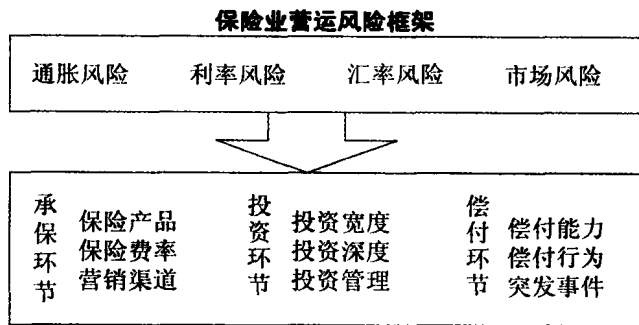 保险业营运风险框架
通胀风险 利率风险 汇率风险 市场风险
承保环节
保险产品
保险费率
营销渠道
投资环节
投资宽度
投资深度
投资管理
偿付环节
偿付能力
偿付行为
突发事件